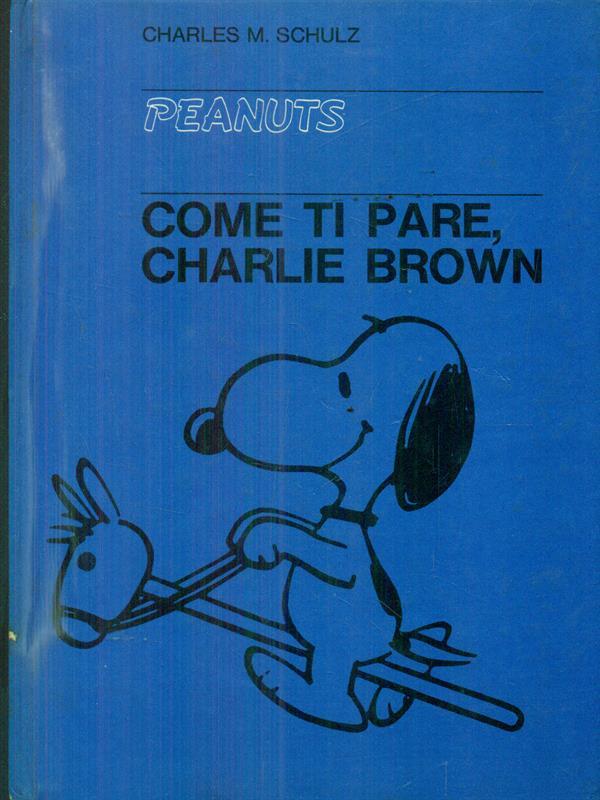 CHARLES M. SCHULZ
PEANUTS
COME TI PARE,
CHARLIE BROWN